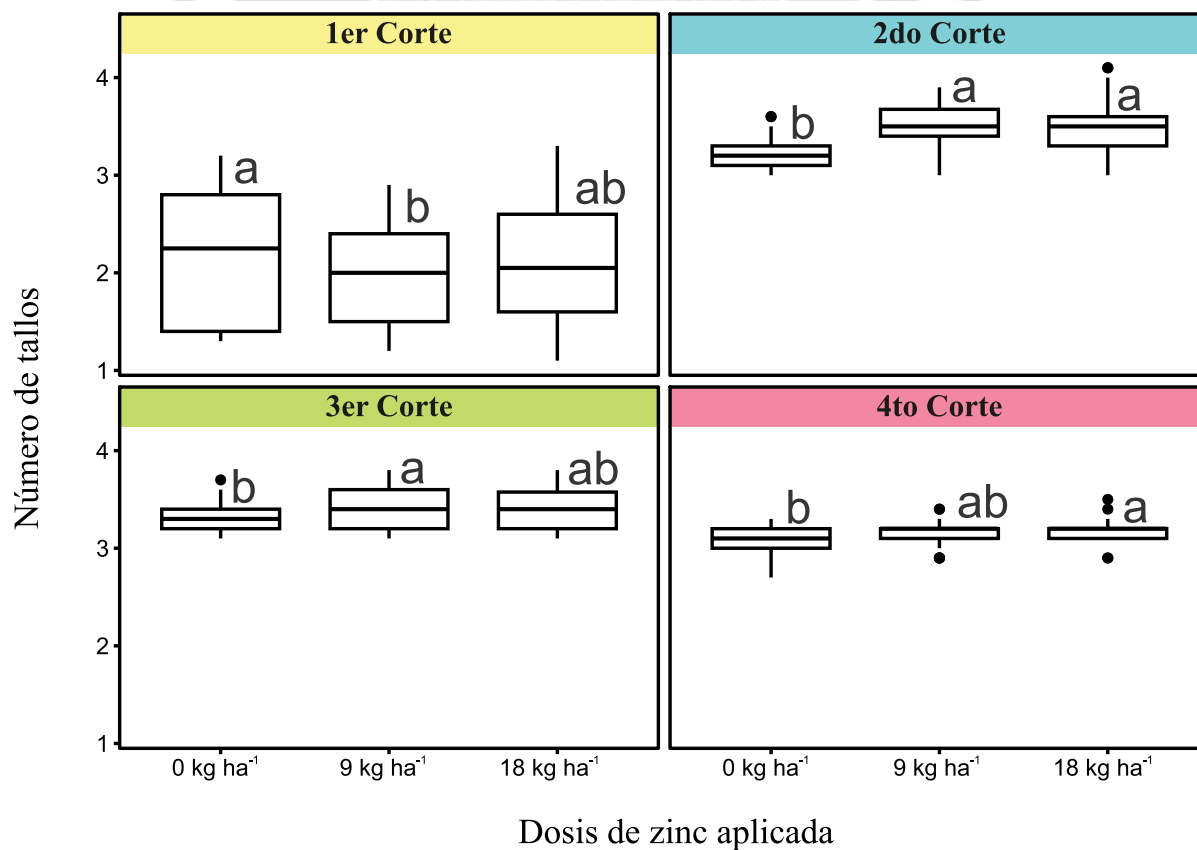 1er Corte
2do Corte
4
3
2
1
a
b
ab
b
a
a
3er Corte
4to Corte
4
3
2
1
b
a
ab
b
ab
a
0 kg ha⁻¹
9 kg ha⁻¹
18 kg ha⁻¹
0 kg ha⁻¹
9 kg ha⁻¹
18 kg ha⁻¹
Número de tallos
Dosis de zinc aplicada